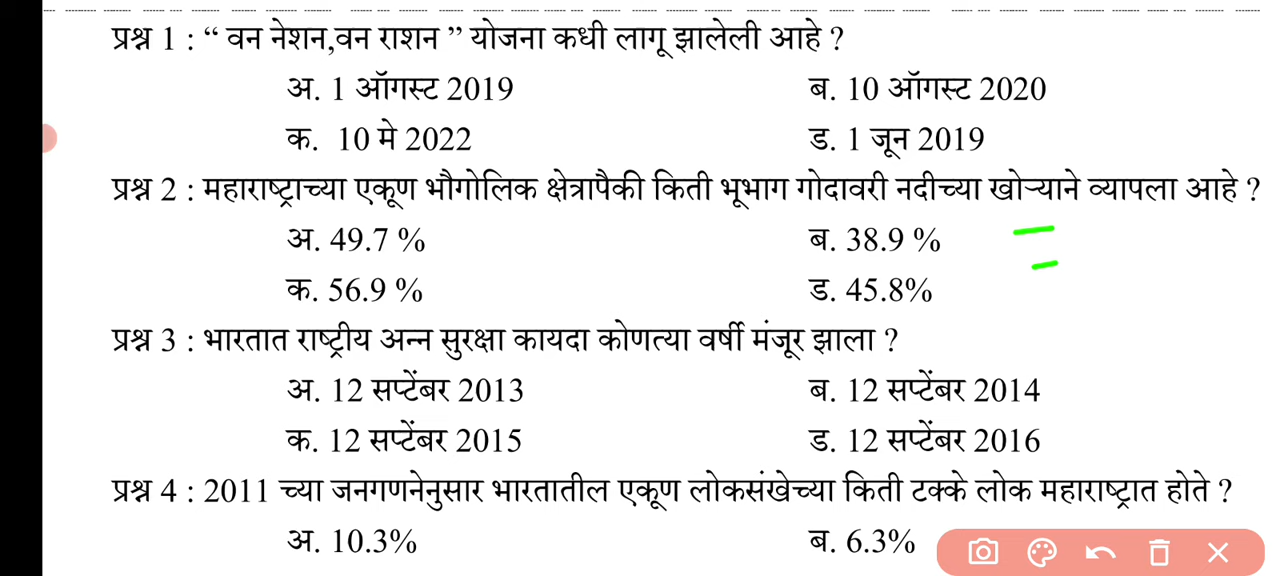 प्रश्न 1 : “ वन नेशन,वन राशन ” योजना कधी लागू झालेली आहे ?
अ. 1 ऑगस्ट 2019 ब. 10 ऑगस्ट 2020
क. 10 मे 2022 ड. 1 जून 2019
प्रश्न 2 : महाराष्ट्राच्या एकूण भौगोलिक क्षेत्रापैकी किती भूभाग गोदावरी नदीच्या खोऱ्याने व्यापला आहे ?
अ. 49.7 % ब. 38.9 %
क. 56.9 % ड. 45.8%
प्रश्न 3 : भारतात राष्ट्रीय अन्न सुरक्षा कायदा कोणत्या वर्षी मंजूर झाला ?
अ. 12 सप्टेंबर 2013 ब. 12 सप्टेंबर 2014
क. 12 सप्टेंबर 2015 ड. 12 सप्टेंबर 2016
प्रश्न 4 : 2011 च्या जनगणनेनुसार भारतातील एकूण लोकसंखेच्या किती टक्के लोक महाराष्ट्रात होते ?
अ. 10.3% ब. 6.3%